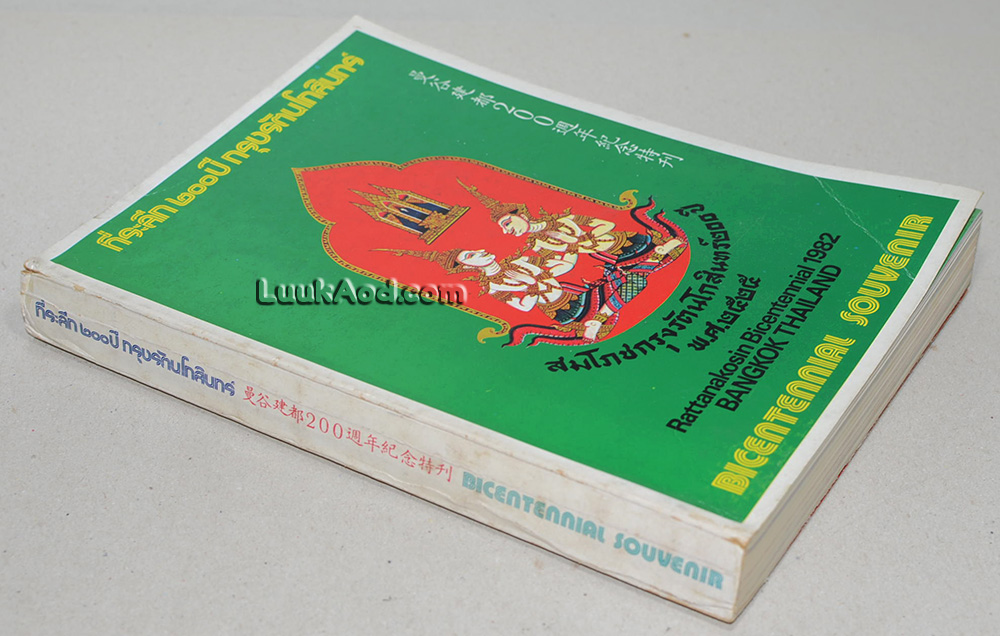 ที่ระลึก ๒๐๐ปี กรุงรัตนโกสินทร์
曼谷建都200週年紀念特刊
สมโภชกรุงรัตนโกสินทร์๒๐๐ปี
พ.ศ.๒๕๒๕
Rattanakosin Bicentennial 1982
BANGKOK THAILAND
BICENTENNIAL SOUVENIR
LuukAod.com
ที่ระลึก ๒๐๐ปี กรุงรัตนโกสินทร์ 曼谷建都200週年紀念特刊 BICENTENNIAL SOUVENIR